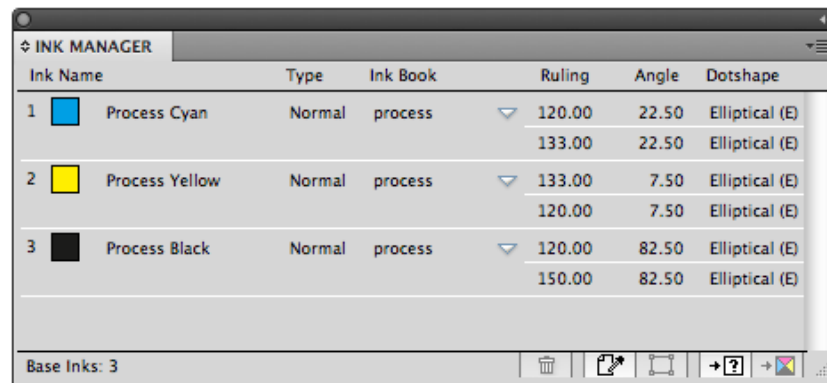 INK MANAGER
Ink Name Type Ink Book Ruling Angle Dotshape
1 Process Cyan Normal process 120.00 22.50 Elliptical (E)
133.00 22.50 Elliptical (E)
2 Process Yellow Normal process 133.00 7.50 Elliptical (E)
120.00 7.50 Elliptical (E)
3 Process Black Normal process 120.00 82.50 Elliptical (E)
150.00 82.50 Elliptical (E)
Base Inks: 3
?